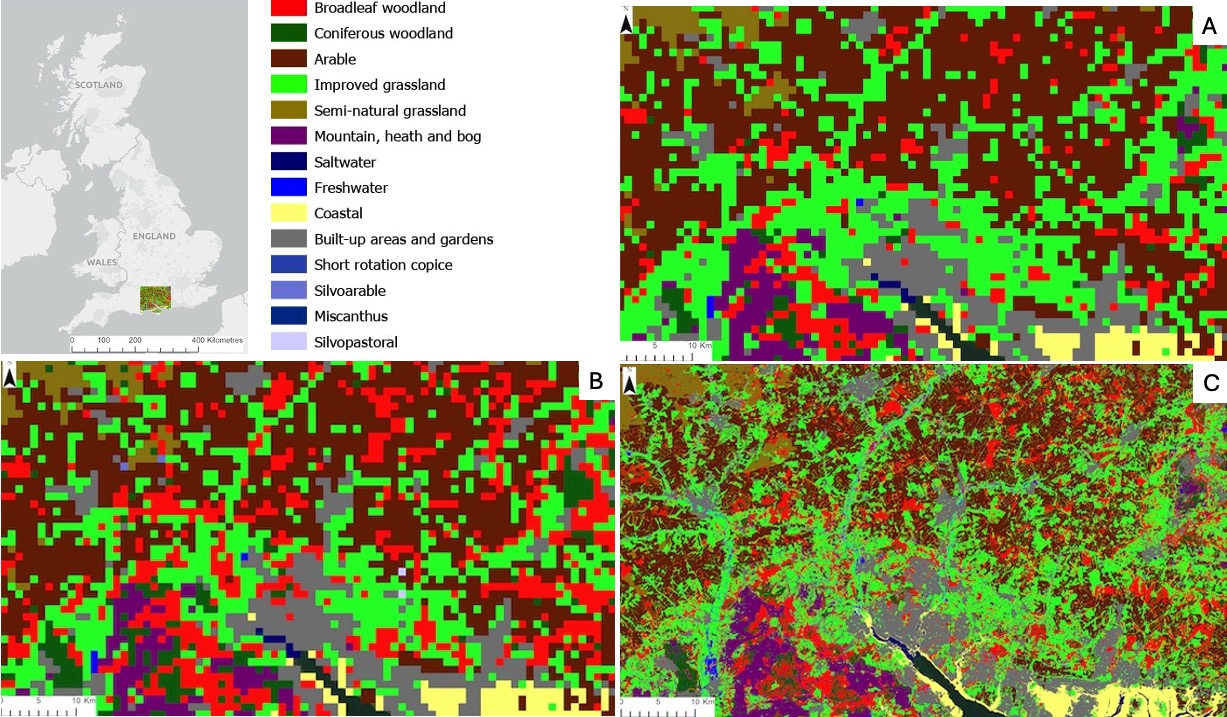 SCOTLAND
ENGLAND
WALES
0 100 200 400 Kilometres
Broadleaf woodland
Coniferous woodland
Arable
Improved grassland
Semi-natural grassland
Mountain, heath and bog
Saltwater
Freshwater
Coastal
Built-up areas and gardens
Short rotation copice
Silvoarable
Miscanthus
Silvopastoral
A
5 10 Km
N
B
0 5 10 Km
N
C
0 5 10 Km